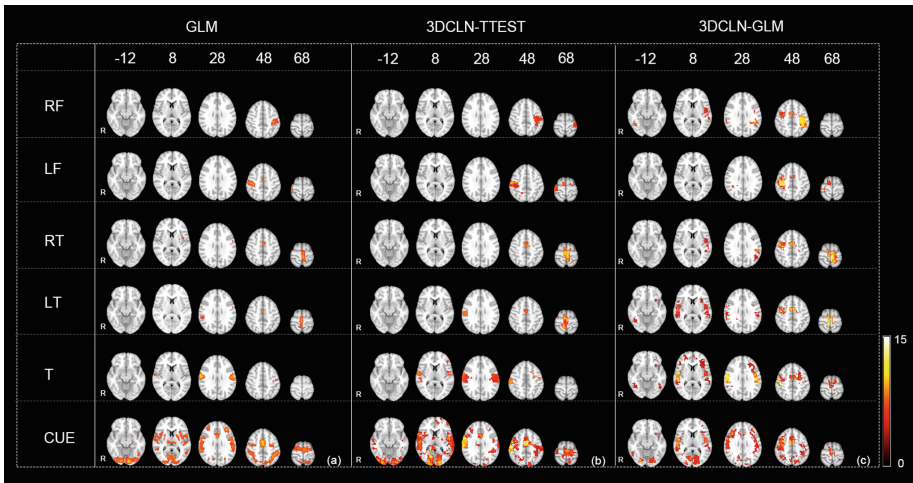 GLM 3DCLN-TTEST 3DCLN-GLM
-12 8 28 48 68 -12 8 28 48 68 -12 8 28 48 68
RF
R R R
LF
R R R
RT
R R R
LT
R R R
15
T
R R R
CUE
R (a) R (b) R (c) 0